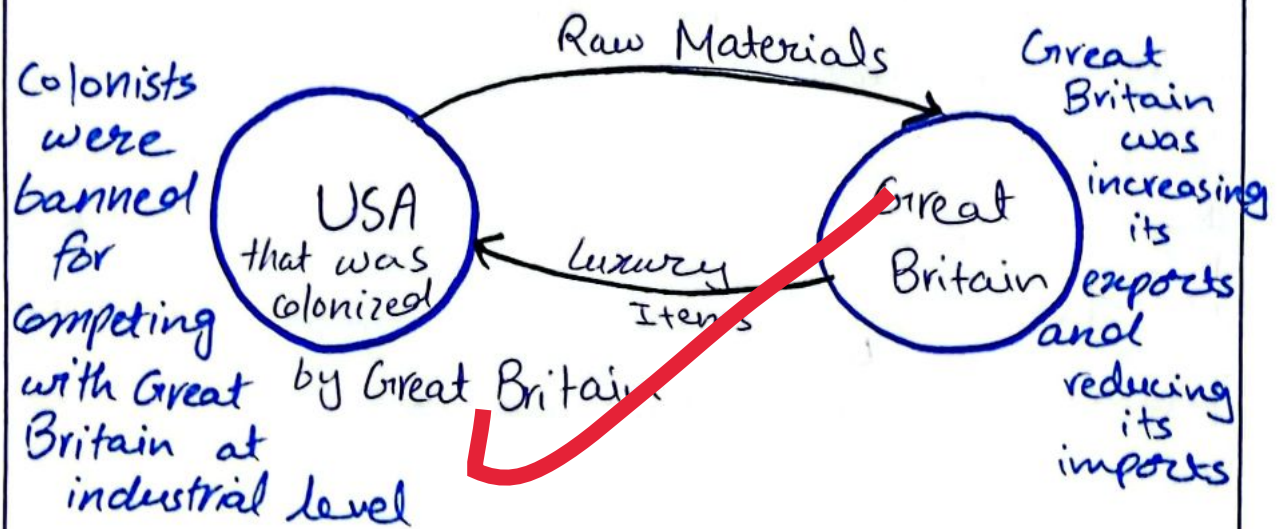 Raw Materials
Colonists
were
banned
for
competing
with Great
Britain at
industrial level
USA
that was
colonized
by Great Britain
Luxury
Items
Great
Britain
Great
Britain
was
increasing
its
exports
and
reducing
its
imports